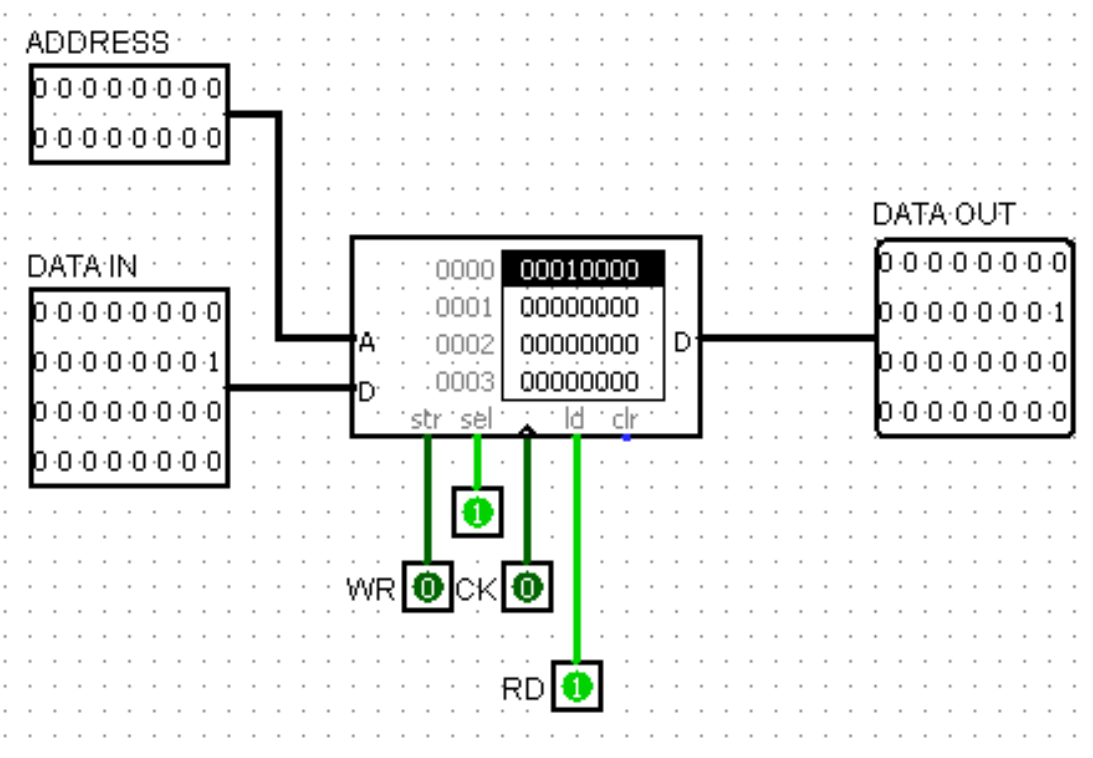 ADDRESS
0 0 0 0 0 0 0 0
0 0 0 0 0 0 0 0
DATA IN
0 0 0 0 0 0 0 0
0 0 0 0 0 0 0 1
0 0 0 0 0 0 0 0
0 0 0 0 0 0 0 0
A
D
0000 00010000
0001 00000000
0002 00000000
0003 00000000
D
str sel ld clr
1
WR 0 CK 0
RD 1
DATA OUT
0 0 0 0 0 0 0 0
0 0 0 0 0 0 0 1
0 0 0 0 0 0 0 0
0 0 0 0 0 0 0 0